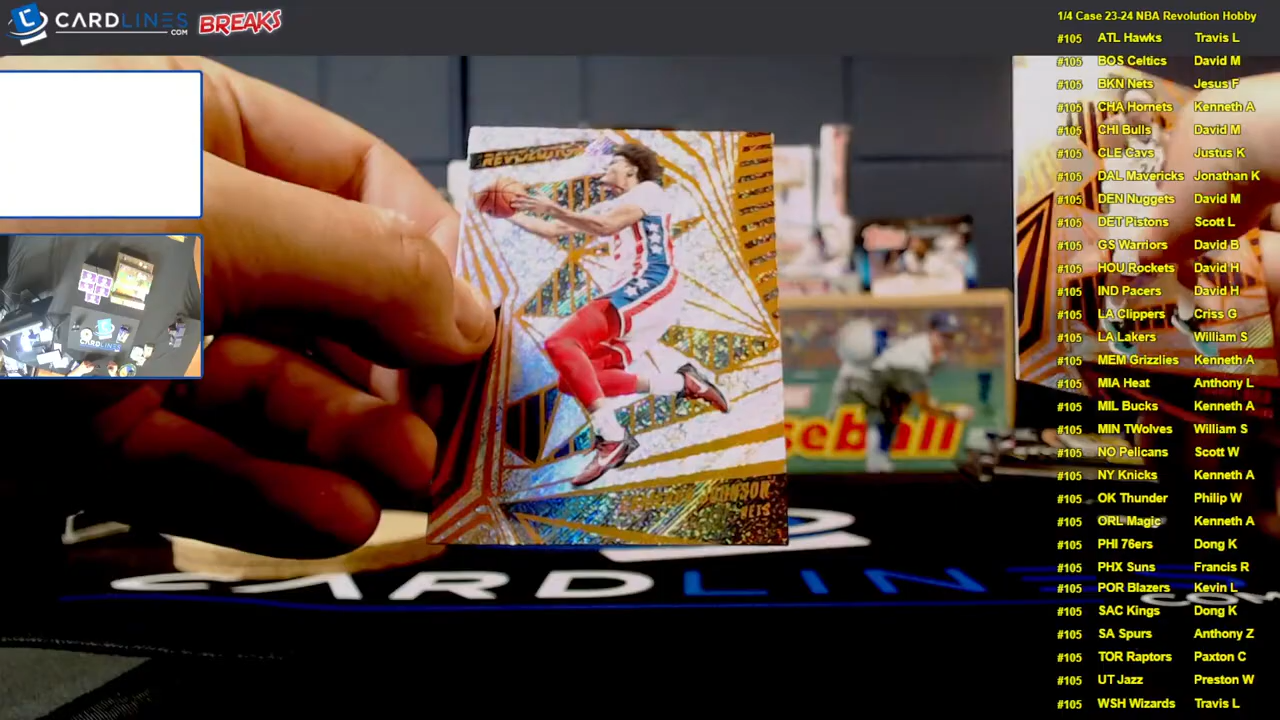 CARDLINES
.COM
BREAKS
1/4 Case 23-24 NBA Revolution Hobby
#105 ATL Hawks Travis L
#105 BOS Celtics David M
#105 BKN Nets Jesus F
#105 CHA Hornets Kenneth A
#105 CHI Bulls David M
#105 CLE Cavs Justus K
#105 DAL Mavericks Jonathan K
#105 DEN Nuggets David M
#105 DET Pistons Scott L
#105 GS Warriors David B
#105 HOU Rockets David H
#105 IND Pacers David H
#105 LA Clippers Criss G
#105 LA Lakers William S
#105 MEM Grizzlies Kenneth A
#105 MIA Heat Anthony L
#105 MIL Bucks Kenneth A
#105 MIN TWolves William S
#105 NO Pelicans Scott W
#105 NY Knicks Kenneth A
#105 OK Thunder Philip W
#105 ORL Magic Kenneth A
#105 PHI 76ers Dong K
#105 PHX Suns Francis R
#105 POR Blazers Kevin L
#105 SAC Kings Dong K
#105 SA Spurs Anthony Z
#105 TOR Raptors Paxton C
#105 UT Jazz Preston W
#105 WSH Wizards Travis L
REVOLUTION
NETS
seball
CARDLINES
.COM